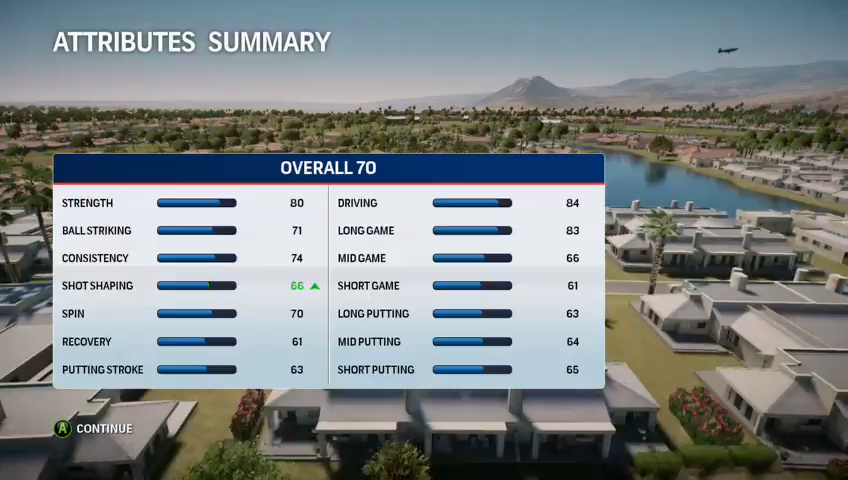 ATTRIBUTES SUMMARY
OVERALL 70
STRENGTH 80 DRIVING 84
BALL STRIKING 71 LONG GAME 83
CONSISTENCY 74 MID GAME 66
SHOT SHAPING 66 SHORT GAME 61
SPIN 70 LONG PUTTING 63
RECOVERY 61 MID PUTTING 64
PUTTING STROKE 63 SHORT PUTTING 65
A CONTINUE